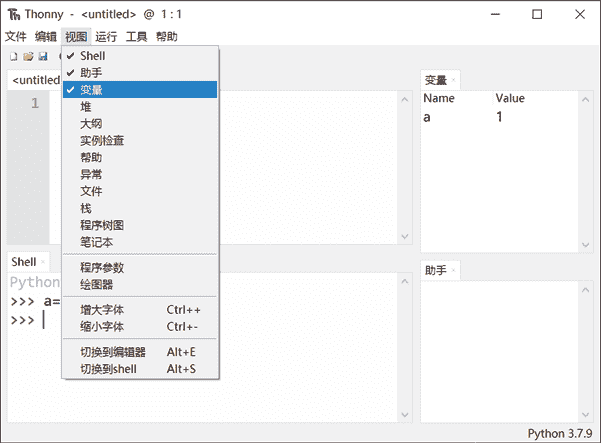 Thonny - <untitled> @ 1 : 1
文件 编辑 视图 运行 工具 帮助
<untitled
1
Shell
助手
变量
堆
大纲
实例检查
帮助
异常
文件
栈
程序树图
笔记本
程序参数
绘图器
增大字体 Ctrl++
缩小字体 Ctrl+-
切换到编辑器 Alt+E
切换到shell Alt+S
变量
Name Value
a 1
Shell
Python
>>> a=
>>>
助手
Python 3.7.9